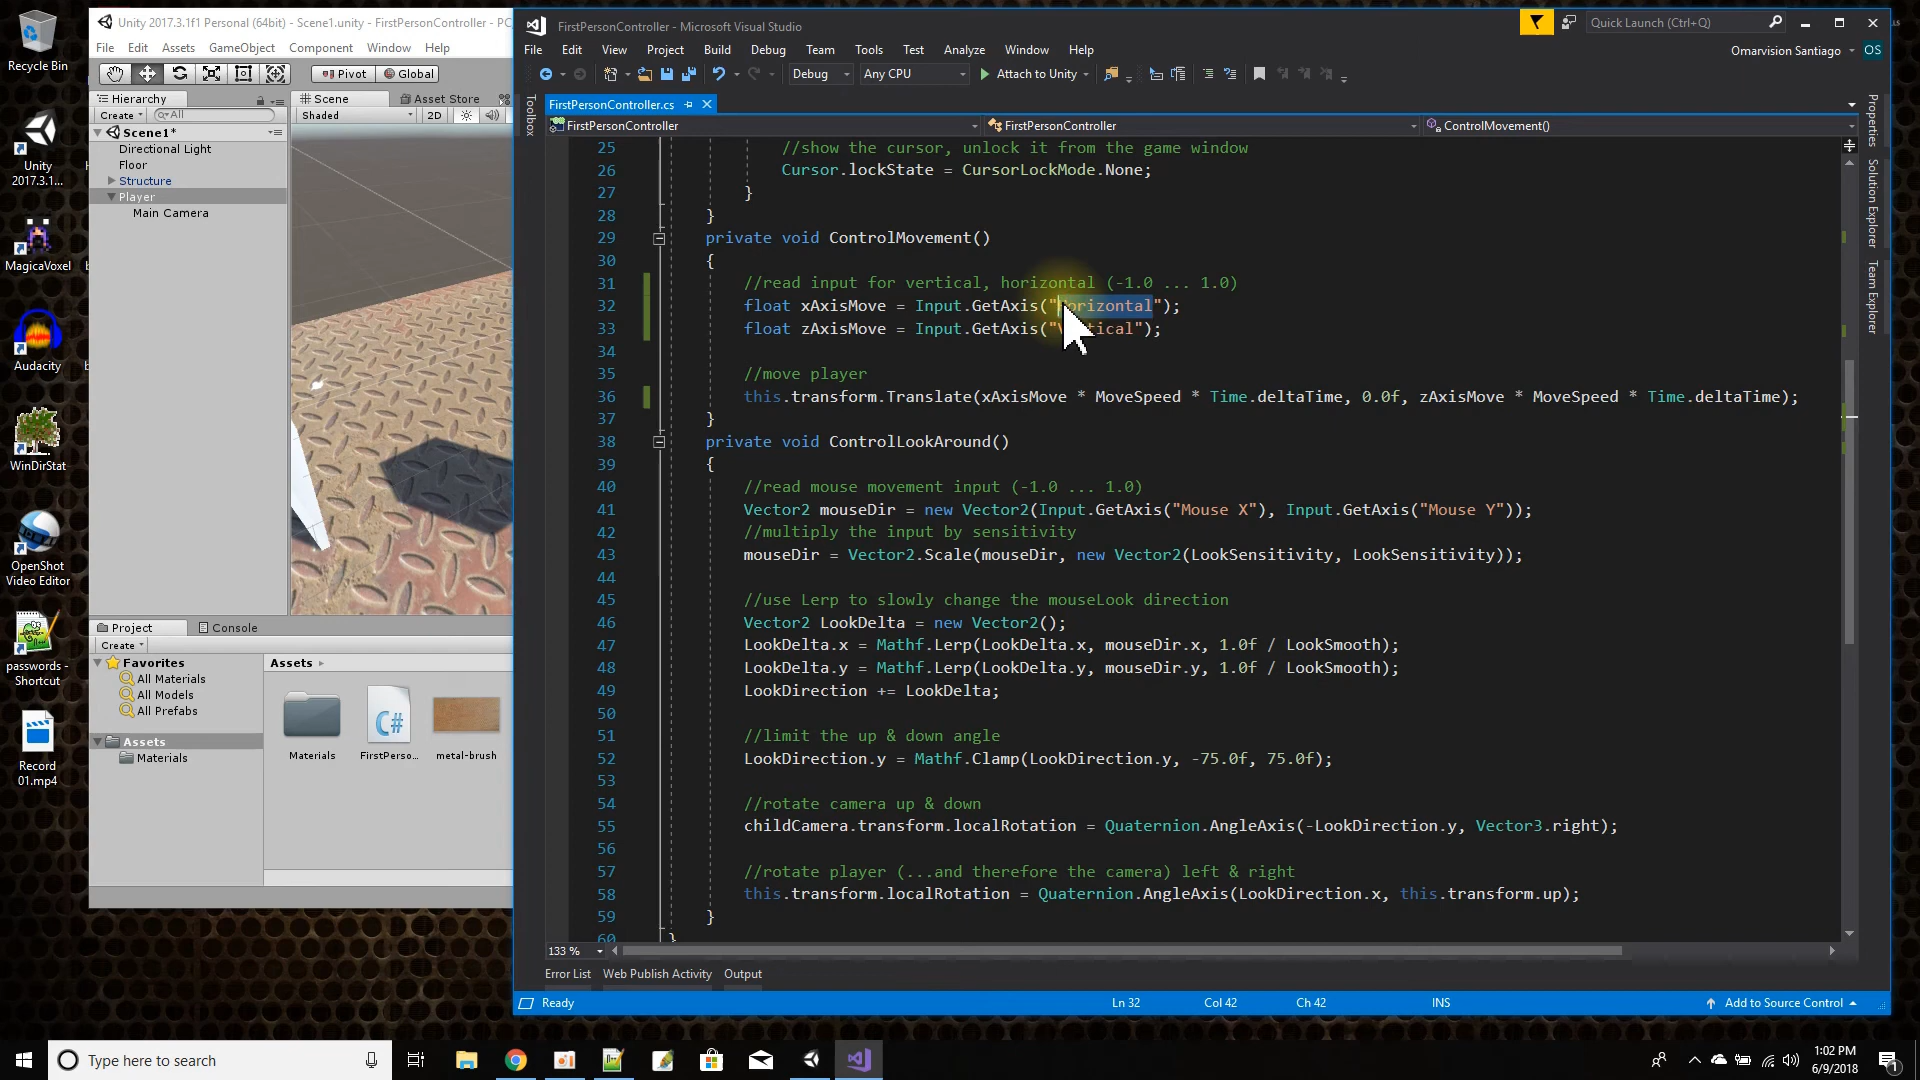 Recycle Bin
Unity
2017.3.1...
MagicaVoxel
Audacity
WinDirStat
OpenShot
Video Editor
passwords -
Shortcut
Record
01.mp4
Unity 2017.3.1f1 Personal (64bit) - Scene1.unity - FirstPersonController - PC,
File Edit Assets GameObject Component Window Help
Pivot Global
Hierarchy
Create All
Scene1*
Directional Light
Floor
Structure
Player
Main Camera
Scene Asset Store
Shaded 2D
Project Console
Create
Favorites
All Materials
All Models
All Prefabs
Assets
Materials
Assets
Materials FirstPerso... metal-brush
FirstPersonController - Microsoft Visual Studio
Quick Launch (Ctrl+Q)
File Edit View Project Build Debug Team Tools Test Analyze Window Help
Omarvision Santiago OS
Debug Any CPU Attach to Unity
Toolbox
FirstPersonController.cs
FirstPersonController FirstPersonController ControlMovement()
25 //show the cursor, unlock it from the game window
26 Cursor.lockState = CursorLockMode.None;
27 }
28 }
29 private void ControlMovement()
30 {
31 //read input for vertical, horizontal (-1.0 ... 1.0)
32 float xAxisMove = Input.GetAxis("Horizontal");
33 float zAxisMove = Input.GetAxis("Vertical");
34
35 //move player
36 this.transform.Translate(xAxisMove * MoveSpeed * Time.deltaTime, 0.0f, zAxisMove * MoveSpeed * Time.deltaTime);
37 }
38 private void ControlLookAround()
39 {
40 //read mouse movement input (-1.0 ... 1.0)
41 Vector2 mouseDir = new Vector2(Input.GetAxis("Mouse X"), Input.GetAxis("Mouse Y"));
42 //multiply the input by sensitivity
43 mouseDir = Vector2.Scale(mouseDir, new Vector2(LookSensitivity, LookSensitivity));
44
45 //use Lerp to slowly change the mouseLook direction
46 Vector2 LookDelta = new Vector2();
47 LookDelta.x = Mathf.Lerp(LookDelta.x, mouseDir.x, 1.0f / LookSmooth);
48 LookDelta.y = Mathf.Lerp(LookDelta.y, mouseDir.y, 1.0f / LookSmooth);
49 LookDirection += LookDelta;
50
51 //limit the up & down angle
52 LookDirection.y = Mathf.Clamp(LookDirection.y, -75.0f, 75.0f);
53
54 //rotate camera up & down
55 childCamera.transform.localRotation = Quaternion.AngleAxis(-LookDirection.y, Vector3.right);
56
57 //rotate player (...and therefore the camera) left & right
58 this.transform.localRotation = Quaternion.AngleAxis(LookDirection.x, this.transform.up);
59 }
60 }
133 %
Properties
Solution Explorer
Team Explorer
Error List Web Publish Activity Output
Ready Ln 32 Col 42 Ch 42 INS Add to Source Control
Type here to search
1:02 PM
6/9/2018
1